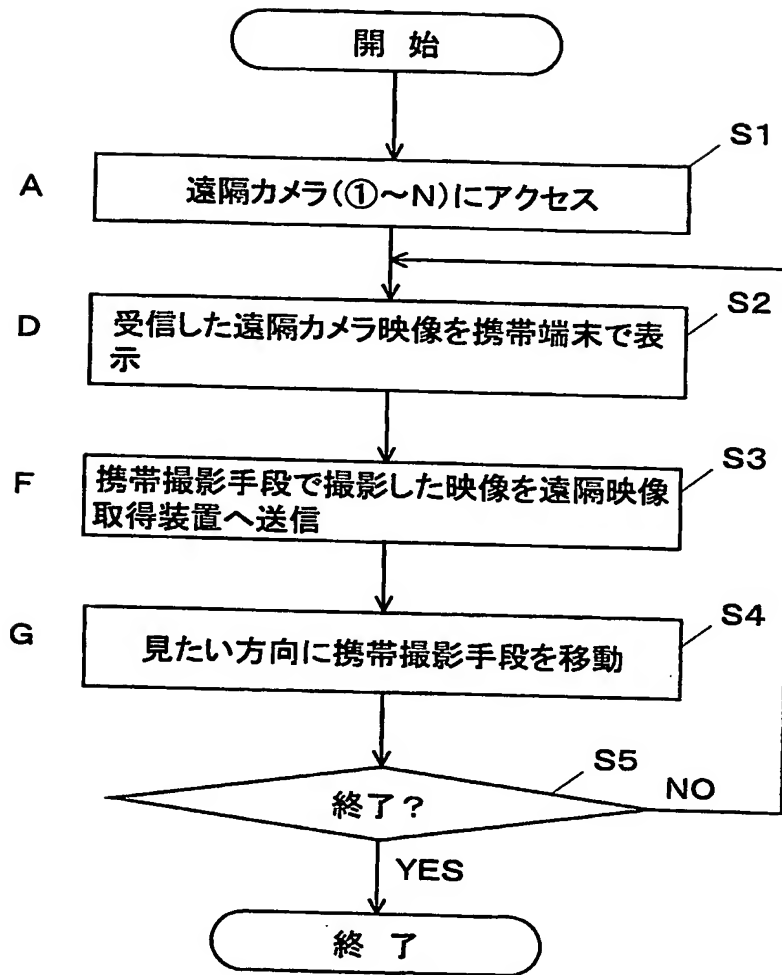 開 始
S1
A
遠隔カメラ(①~N)にアクセス
S2
D
受信した遠隔カメラ映像を携帯端末で表
示
S3
F
携帯撮影手段で撮影した映像を遠隔映像
取得装置へ送信
S4
G
見たい方向に携帯撮影手段を移動
S5
終了?
NO
YES
終 了